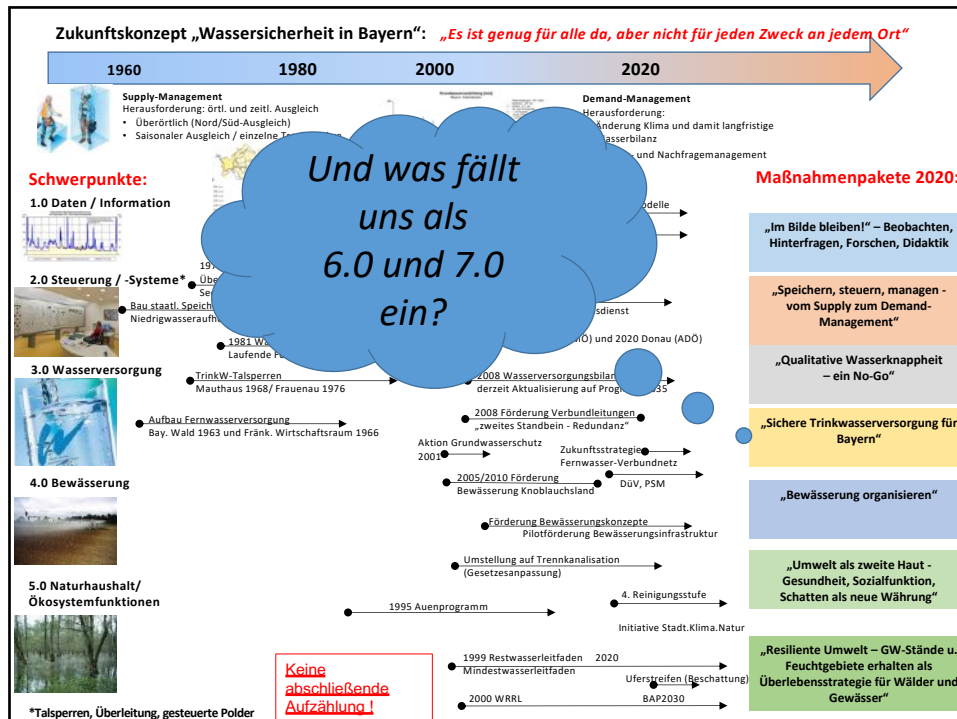 Zukunftskonzept „Wassersicherheit in Bayern“: „Es ist genug für alle da, aber nicht für jeden Zweck an jedem Ort“
1960
1980
2000
2020
Supply-Management
Herausforderung: örtl. und zeitl. Ausgleich
• Überörtlich (Nord/Süd-Ausgleich)
• Saisonaler Ausgleich / einzelne
Demand-Management
Herausforderung:
Änderung Klima und damit langfristige
und Nachfragemanagement
Und was fällt
uns als
6.0 und 7.0
ein?
Schwerpunkte:
1.0 Daten / Information
2.0 Steuerung / -Systeme*
Bau staatl.
1981
Laufende
und 2020 Donau (ADÖ)
3.0 Wasserversorgung
TrinkW-Talsperren
Mauthaus 1968/ Frauenau 1976
2008
derzeit Aktualisierung auf
Aufbau Fernwasserversorgung
Bay. Wald 1963 und Fränk. Wirtschaftsraum 1966
2008 Förderung Verbundleitungen
„zweites Standbein - Redundanz“
Aktion Grundwasserschutz
2001
Zukunftsstrategie
Fernwasser-Verbundnetz
4.0 Bewässerung
2005/2010 Förderung
Bewässerung Knoblauchsland
DüV, PSM
Förderung Bewässerungskonzepte
Pilotförderung Bewässerungsinfrastruktur
Umstellung auf Trennkanalisation
(Gesetzesanpassung)
5.0 Naturhaushalt/
Ökosystemfunktionen
1995 Auenprogramm
4. Reinigungsstufe
Initiative Stadt.Klima.Natur
Keine
abschließende
Aufzählung !
1999 Restwasserleitfaden 2020
Mindestwasserleitfaden
Uferstreifen (Beschattung)
2000 WRRL
BAP2030
*Talsperren, Überleitung, gesteuerte Polder
Maßnahmenpakete 2020:
„Im Bilde bleiben!“ – Beobachten,
Hinterfragen, Forschen, Didaktik
„Speichern, steuern, managen -
vom Supply zum Demand-
Management“
„Qualitative Wasserknappheit
– ein No-Go“
„Sichere Trinkwasserversorgung für
Bayern“
„Bewässerung organisieren“
„Umwelt als zweite Haut -
Gesundheit, Sozialfunktion,
Schatten als neue Währung“
„Resiliente Umwelt – GW-Stände u.
Feuchtgebiete erhalten als
Überlebensstrategie für Wälder und
Gewässer“